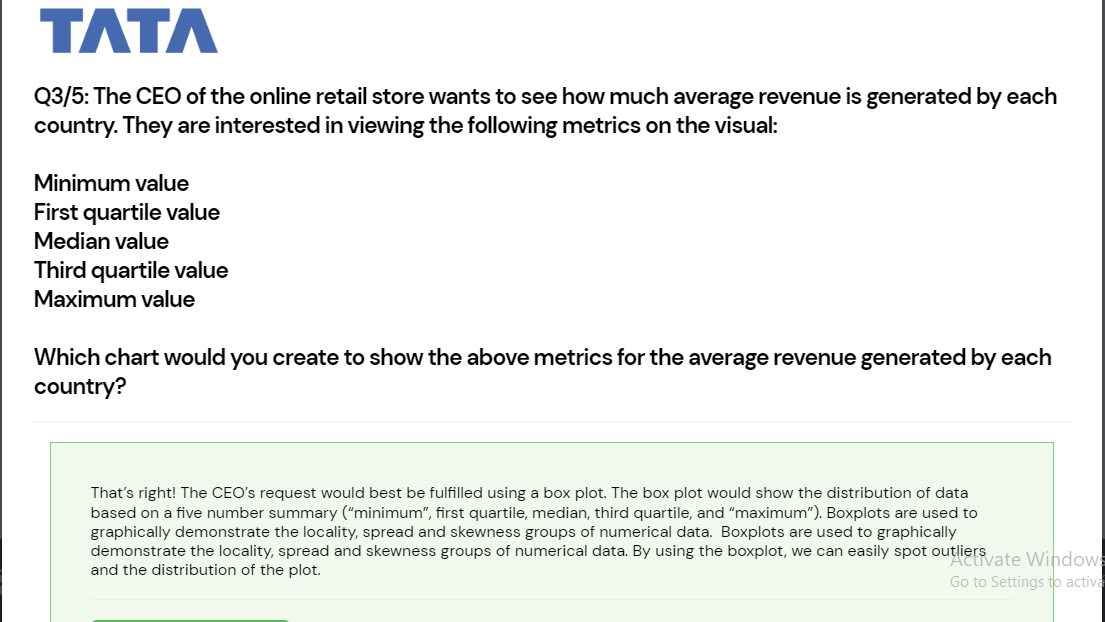 TATA
Q3/5: The CEO of the online retail store wants to see how much average revenue is generated by each
country. They are interested in viewing the following metrics on the visual:
Minimum value
First quartile value
Median value
Third quartile value
Maximum value
Which chart would you create to show the above metrics for the average revenue generated by each
country?
That's right! The CEO's request would best be fulfilled using a box plot. The box plot would show the distribution of data
based on a five number summary (“minimum”, first quartile, median, third quartile, and “maximum”). Boxplots are used to
graphically demonstrate the locality, spread and skewness groups of numerical data.  Boxplots are used to graphically
demonstrate the locality, spread and skewness groups of numerical data. By using the boxplot, we can easily spot outliers
and the distribution of the plot.
Activate Windows
Go to Settings to activa